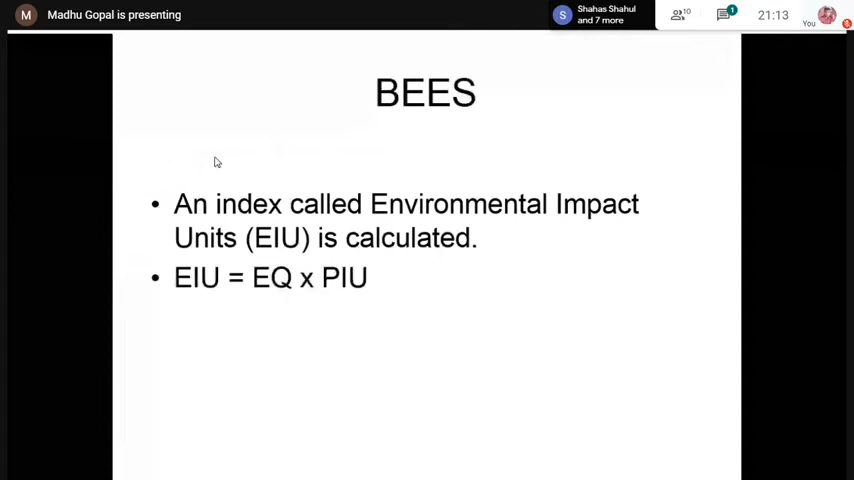 M Madhu Gopal is presenting
S Shahas Shahul
and 7 more
10
1
21:13
You
BEES
• An index called Environmental Impact
Units (EIU) is calculated.
• EIU = EQ x PIU